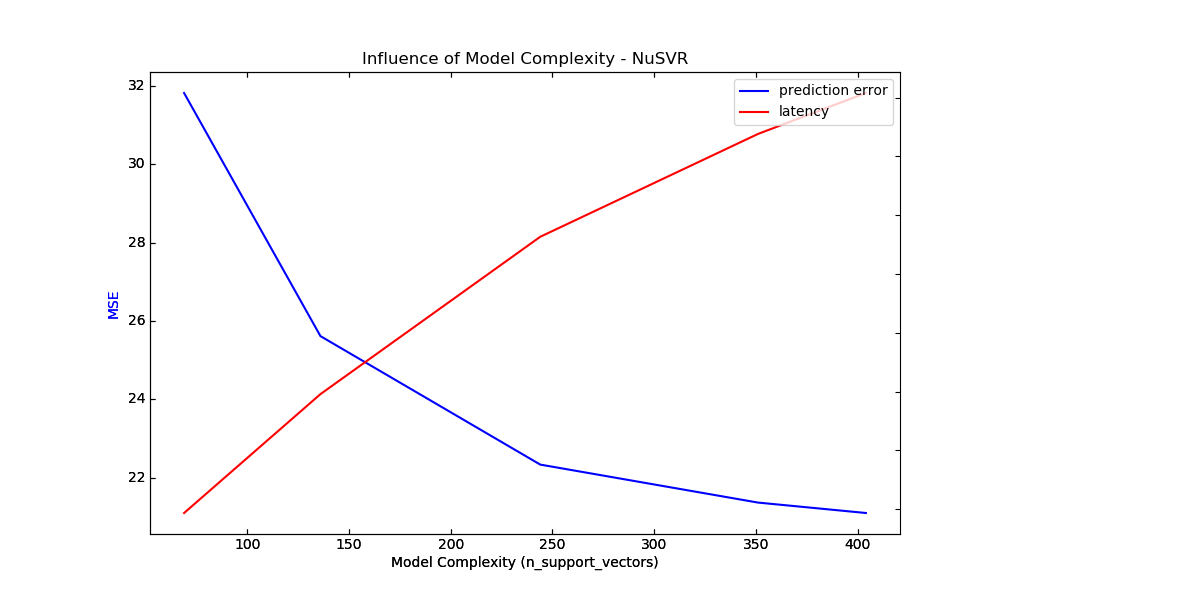 Influence of Model Complexity - NuSVR
prediction error
latency
32
30
28
26
24
22
MSE
100 150 200 250 300 350 400
Model Complexity (n_support_vectors)